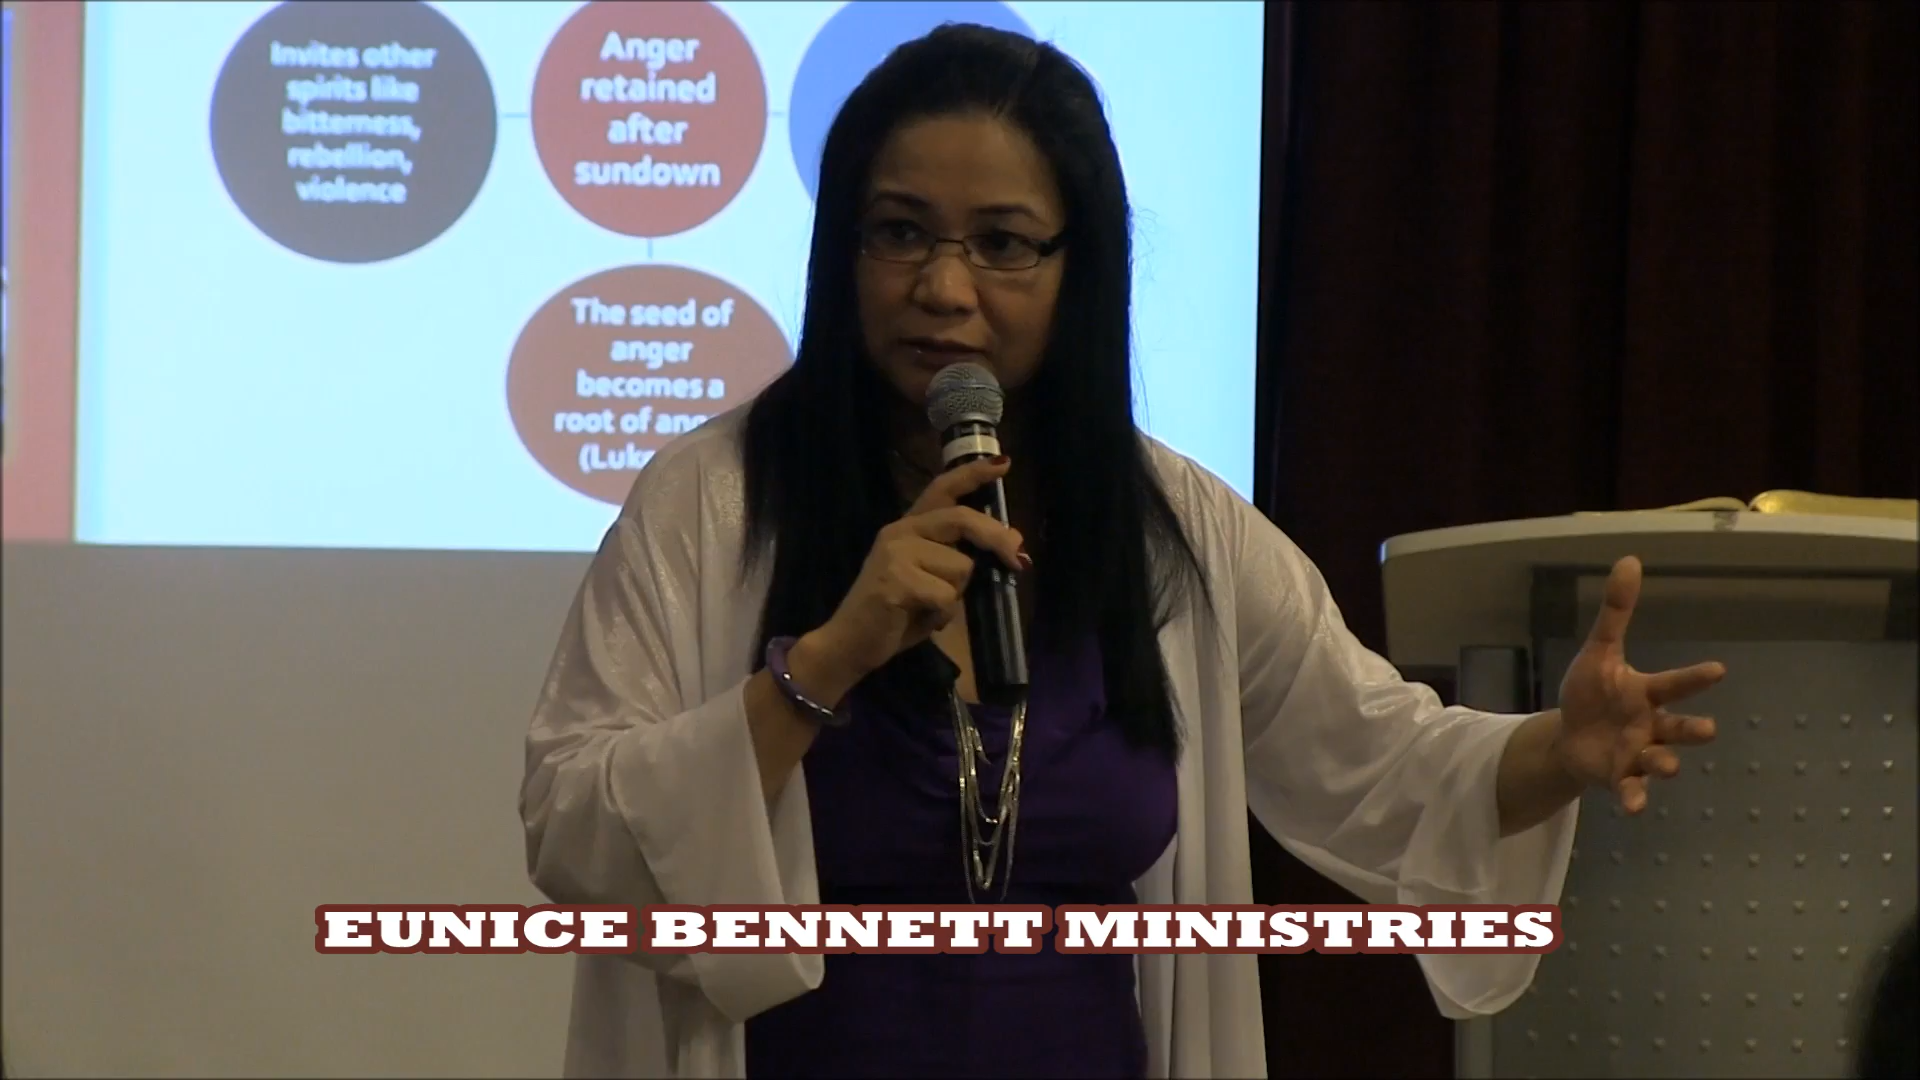 Invites other
spirits like
bitterness,
rebellion,
violence
Anger
retained
after
sundown
The seed of
anger
becomes a
root of
EUNICE BENNETT MINISTRIES